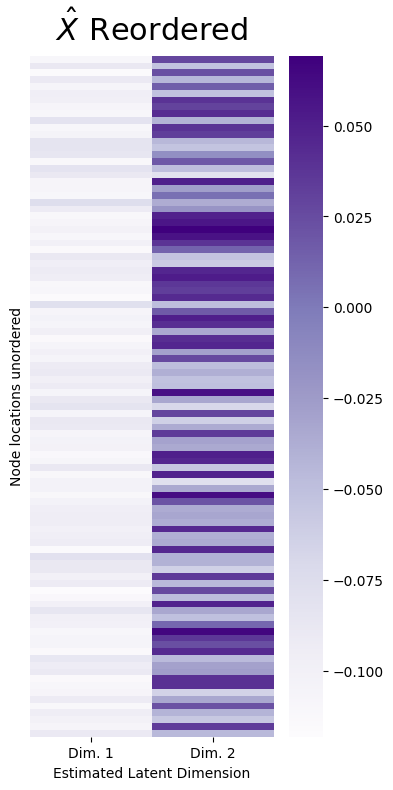 X̂ Reordered
Node locations unordered
0.050
0.025
0.000
−0.025
−0.050
−0.075
−0.100
Dim. 1 Dim. 2
Estimated Latent Dimension